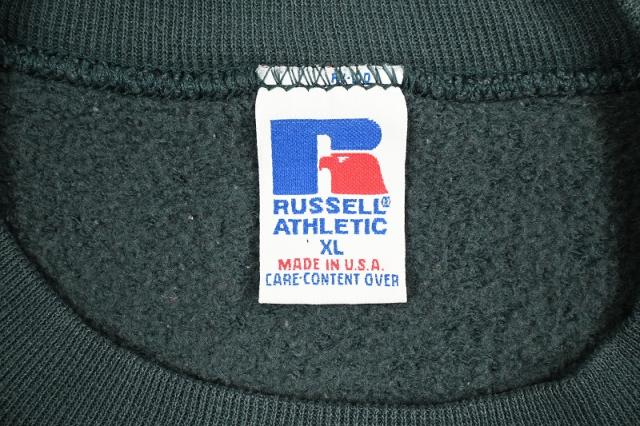 RUSSELL®
ATHLETIC
XL
MADE IN U.S.A.
CARE-CONTENT OVER